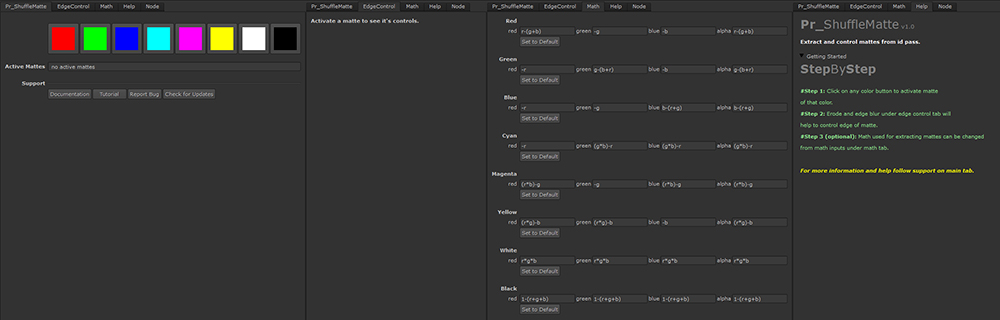 Pr_ShuffleMatte EdgeControl Math Help Node
Active Mattes no active mattes
Support
Documentation Tutorial Report Bug Check for Updates
Pr_ShuffleMatte EdgeControl Math Help Node
Activate a matte to see it's controls.
Pr_ShuffleMatte EdgeControl Math Help Node
Red
red r-(g+b) green -g blue -b alpha r-(g+b)
Set to Default
Green
red -r green g-(b+r) blue -b alpha g-(b+r)
Set to Default
Blue
red -r green -g blue b-(r+g) alpha b-(r+g)
Set to Default
Cyan
red -r green (g*b)-r blue (g*b)-r alpha (g*b)-r
Set to Default
Magenta
red (r*b)-g green -g blue (r*b)-g alpha (r*b)-g
Set to Default
Yellow
red (r*g)-b green (r*g)-b blue -b alpha (r*g)-b
Set to Default
White
red r*g*b green r*g*b blue r*g*b alpha r*g*b
Set to Default
Black
red 1-(r+g+b) green 1-(r+g+b) blue 1-(r+g+b) alpha 1-(r+g+b)
Set to Default
Pr_ShuffleMatte EdgeControl Math Help Node
Pr_ShuffleMatte v1.0
Extract and control mattes from id pass.
Getting Started
StepByStep
#Step 1: Click on any color button to activate matte
of that color.
#Step 2: Erode and edge blur under edge control tab will
help to control edge of matte.
#Step 3 (optional): Math used for extracting mattes can be changed
from math inputs under math tab.
For more information and help follow support on main tab.